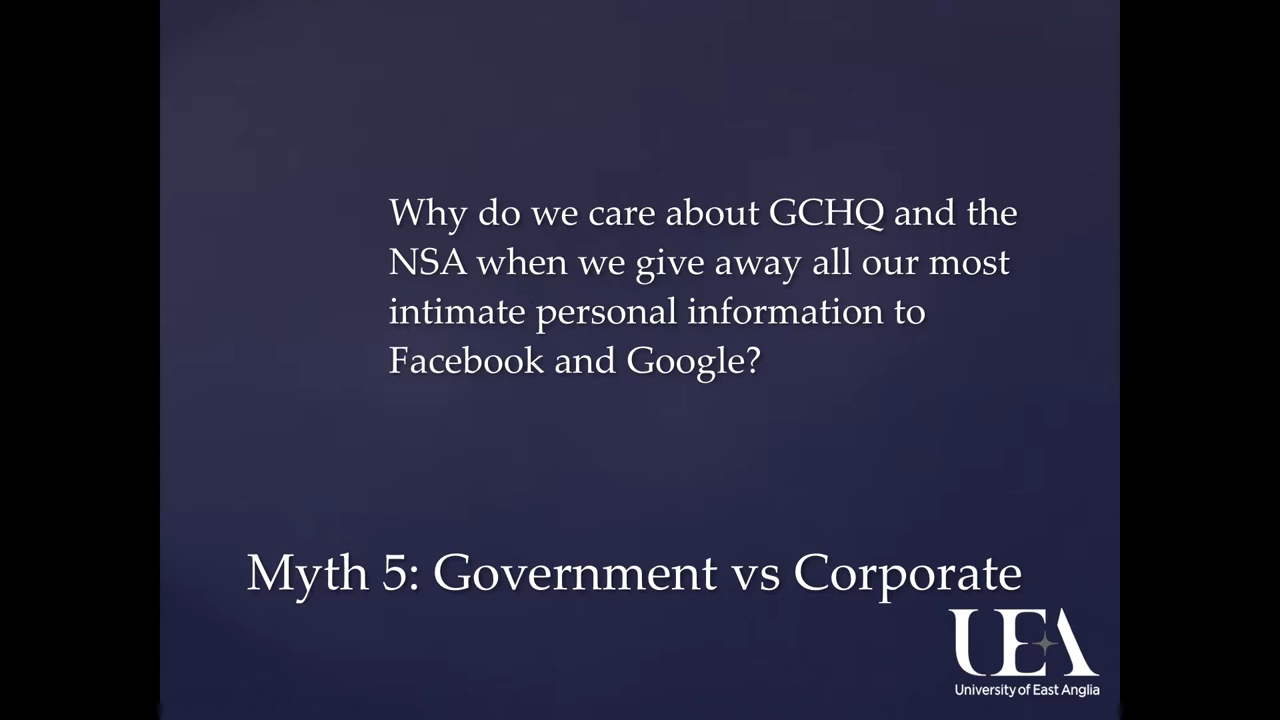 Why do we care about GCHQ and the
NSA when we give away all our most
intimate personal information to
Facebook and Google?
Myth 5: Government vs Corporate
UEA
University of East Anglia